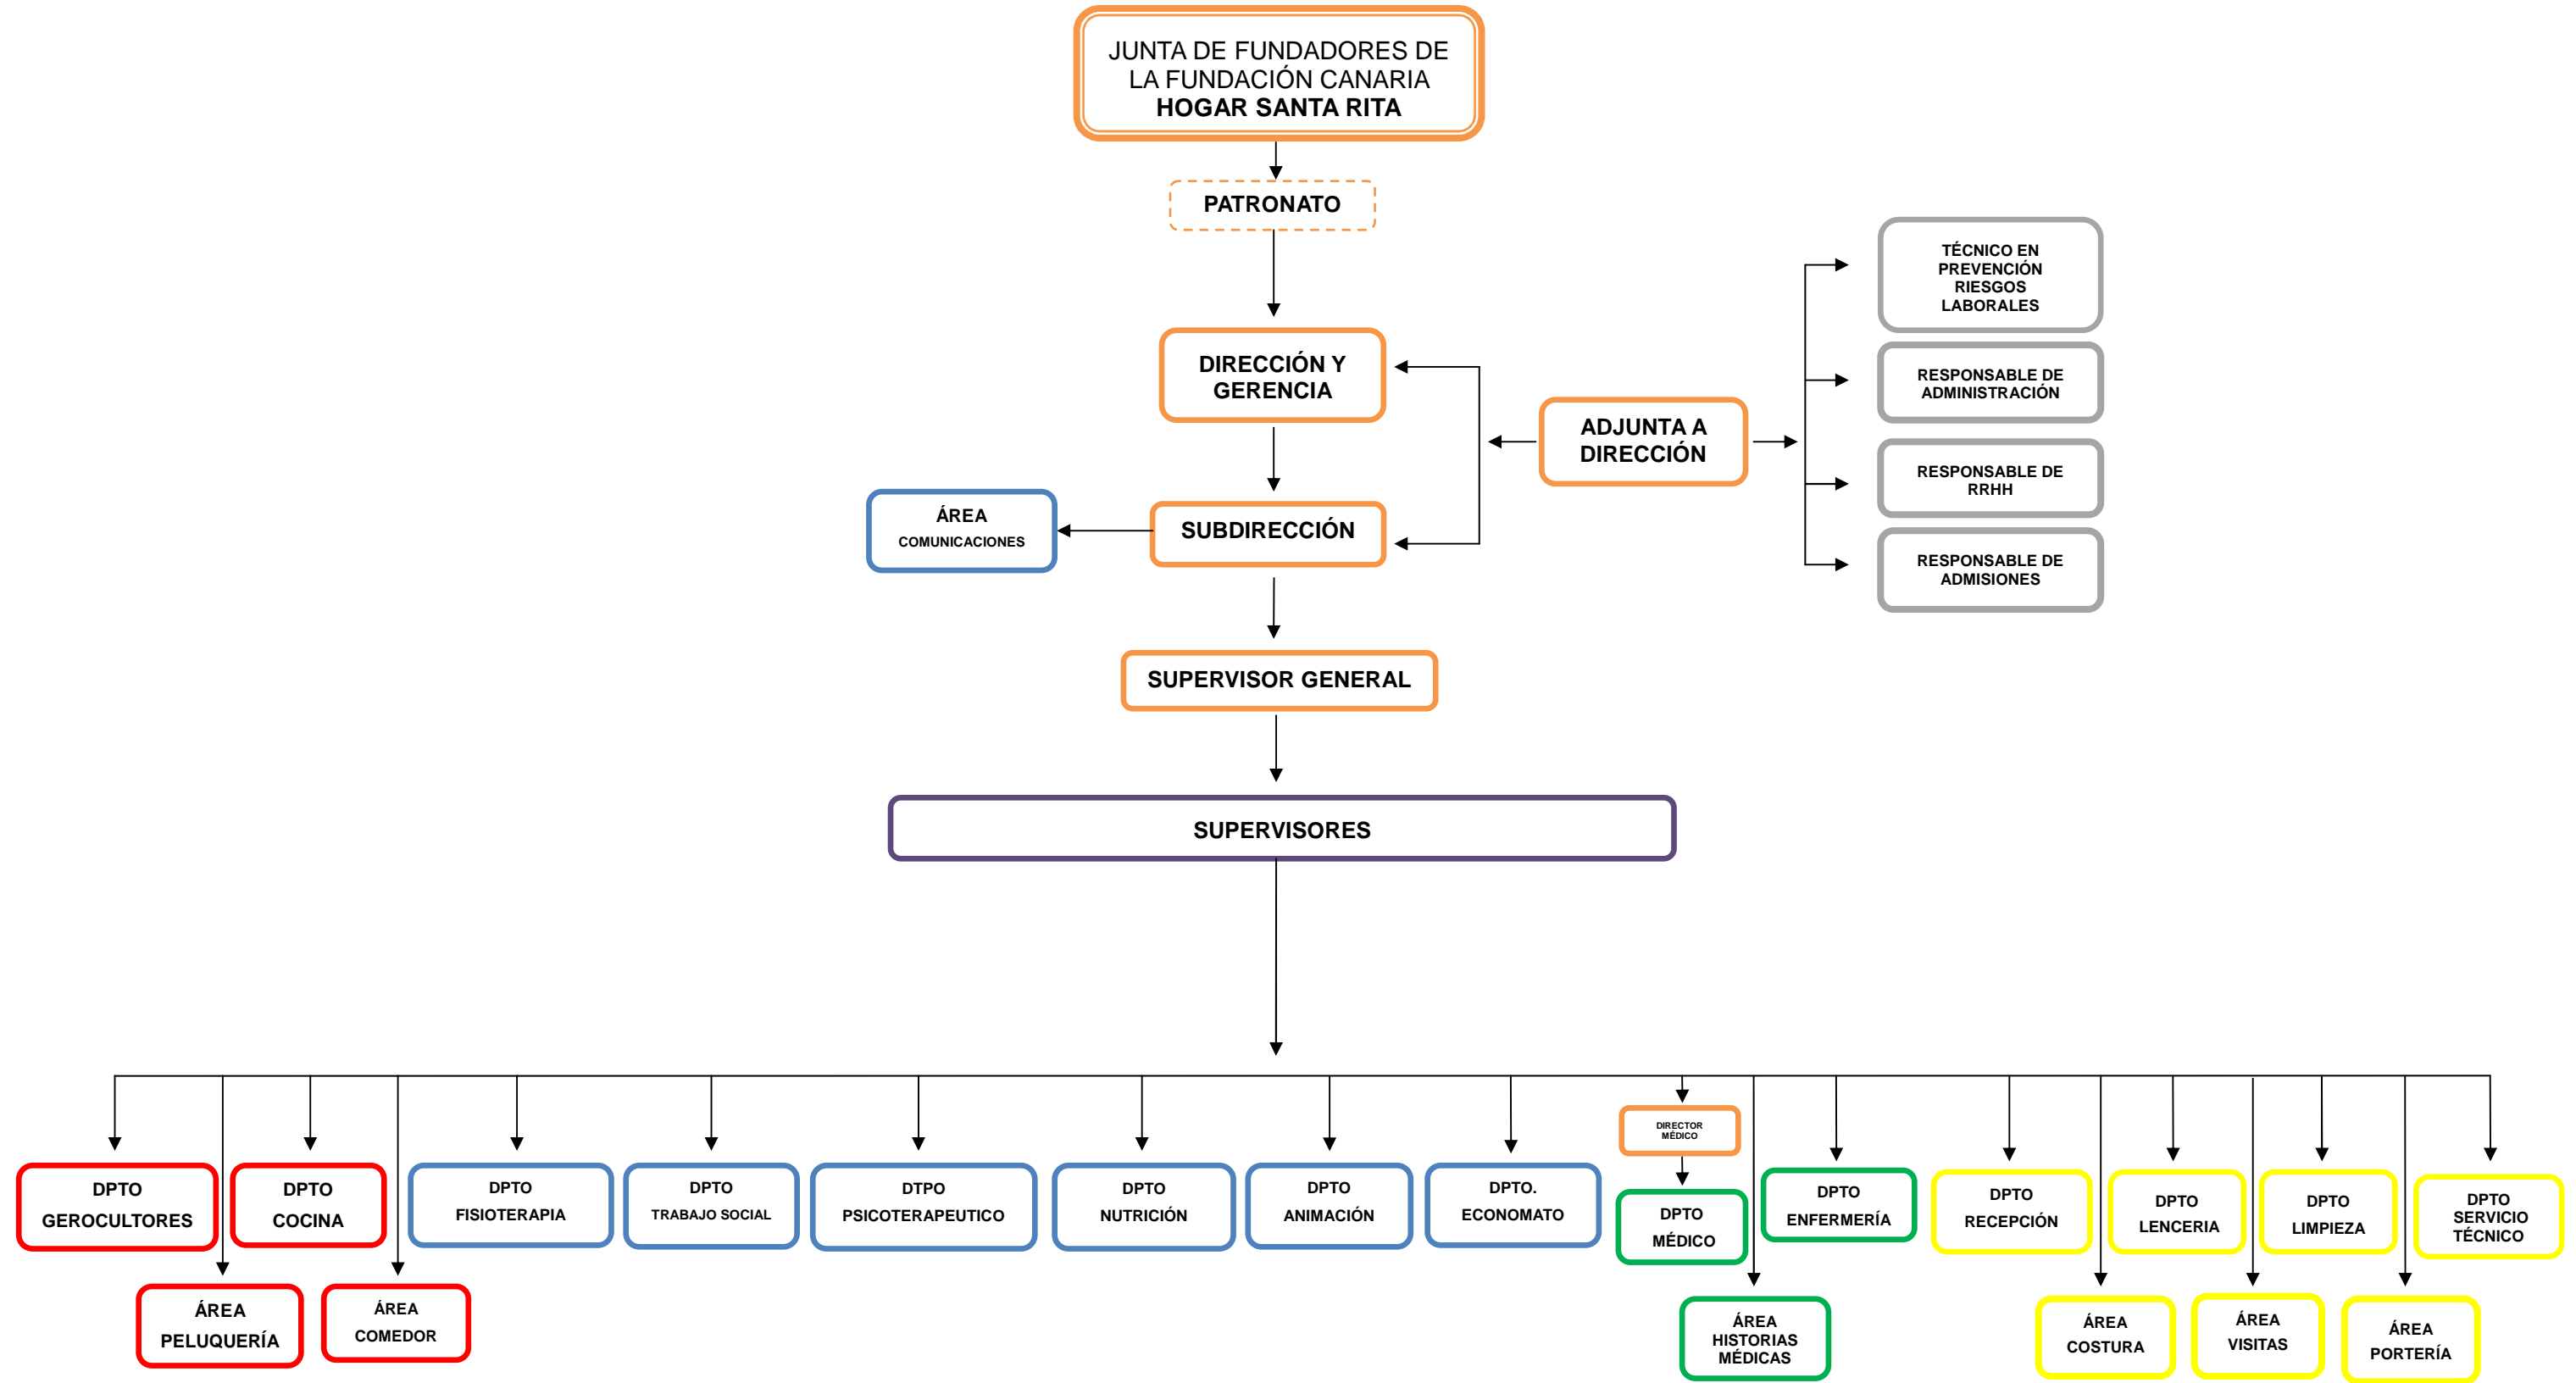 JUNTA DE FUNDADORES DE
LA FUNDACIÓN CANARIA
HOGAR SANTA RITA
PATRONATO
TÉCNICO EN
PREVENCIÓN
RIESGOS
LABORALES
DIRECCIÓN Y
GERENCIA
RESPONSABLE DE
ADMINISTRACIÓN
ADJUNTA A
DIRECCIÓN
RESPONSABLE DE
RRHH
ÁREA
COMUNICACIONES
SUBDIRECCIÓN
RESPONSABLE DE
ADMISIONES
SUPERVISOR GENERAL
SUPERVISORES
DIRECTOR
MÉDICO
DPTO
GEROCULTORES
DPTO
COCINA
DPTO
FISIOTERAPIA
DPTO
TRABAJO SOCIAL
DTPO
PSICOTERAPEUTICO
DPTO
NUTRICIÓN
DPTO
ANIMACIÓN
DPTO.
ECONOMATO
DPTO
MÉDICO
DPTO
ENFERMERÍA
DPTO
RECEPCIÓN
DPTO
LENCERIA
DPTO
LIMPIEZA
DPTO
SERVICIO
TÉCNICO
ÁREA
PELUQUERÍA
ÁREA
COMEDOR
ÁREA
HISTORIAS
MÉDICAS
ÁREA
COSTURA
ÁREA
VISITAS
ÁREA
PORTERÍA